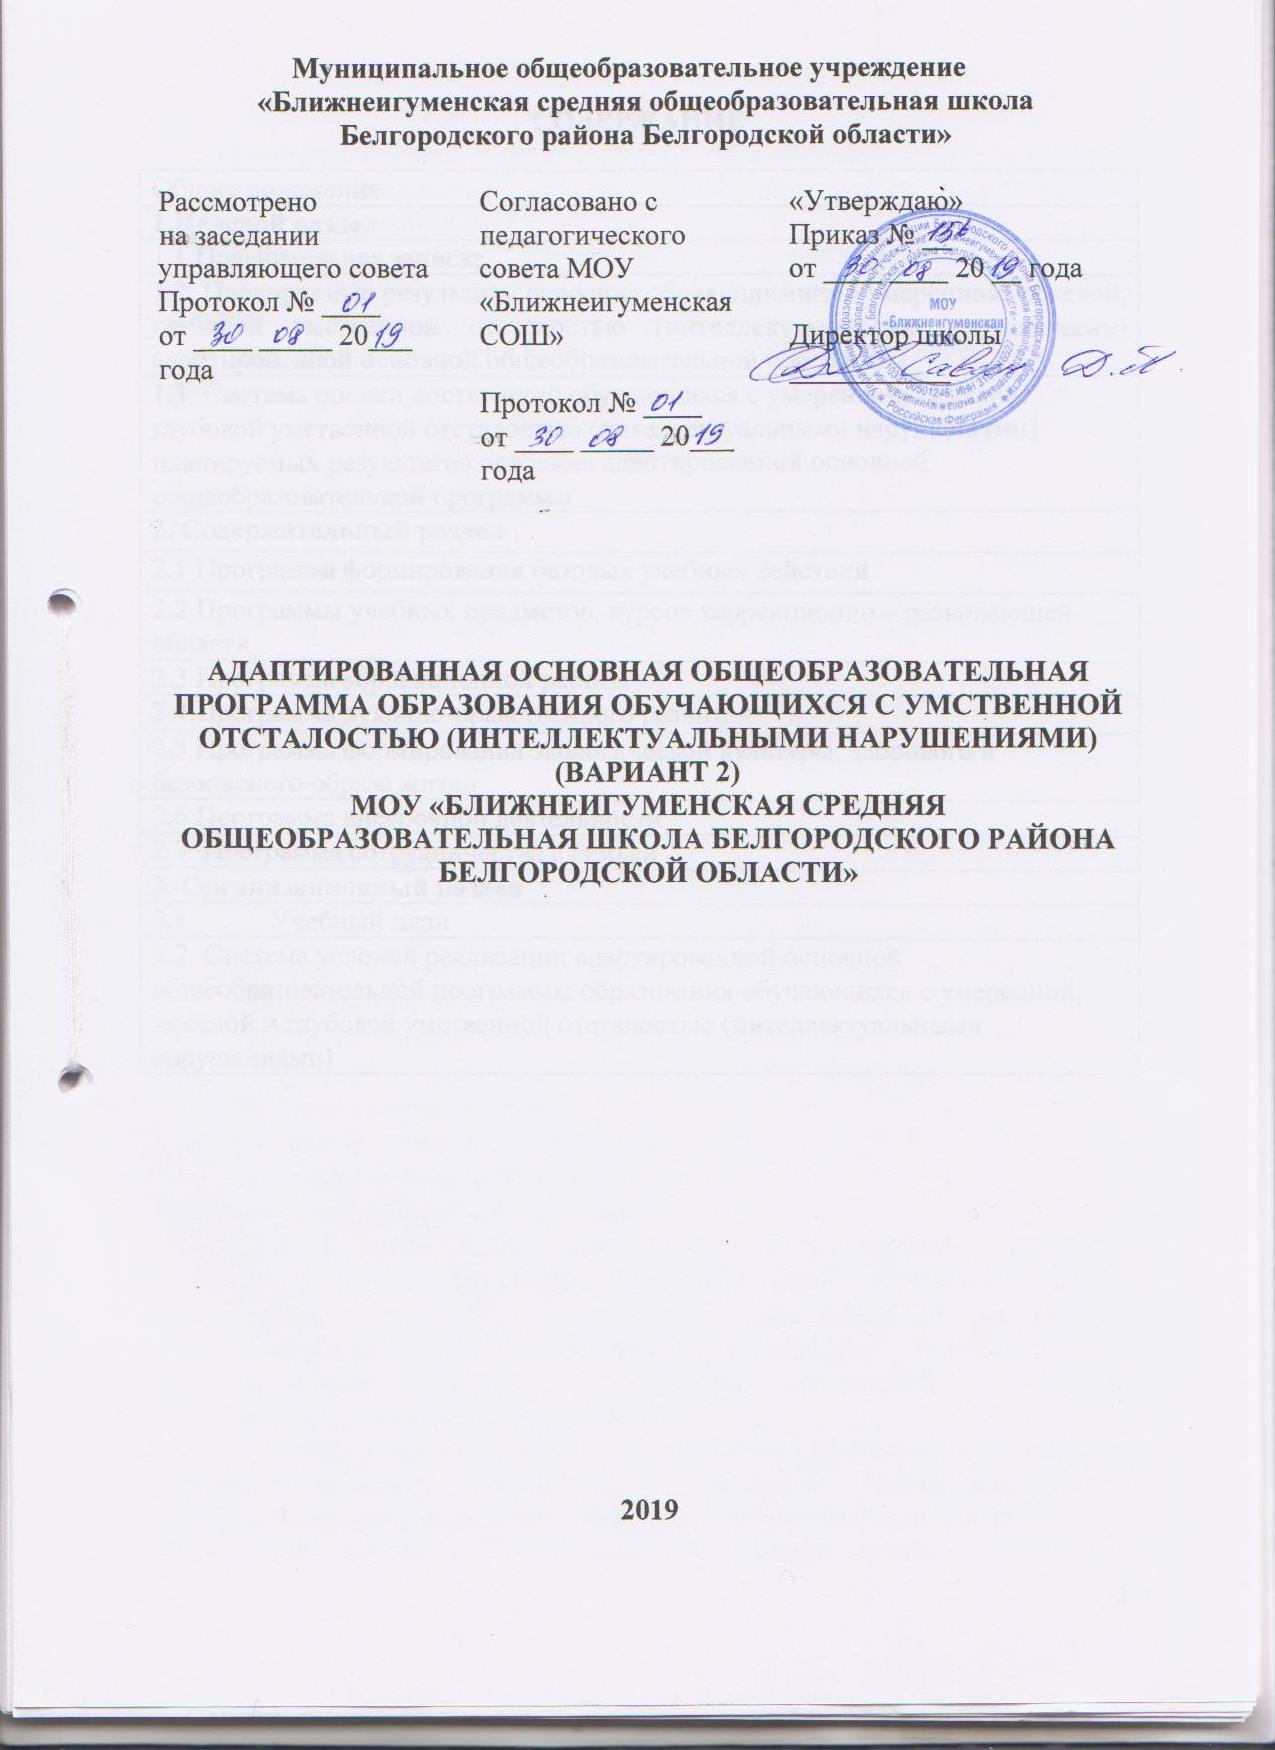 Муниципальное общеобразовательное учреждение
«Ближнеигуменская средняя общеобразовательная школа
Белгородского района Белгородской области»
Рассмотрено
на заседании
управляющего совета
Протокол № 01
от 30 08 2019
года
Согласовано с
педагогического
совета МОУ
«Ближнеигуменская
СОШ»
Протокол № 01
от 30 08 2019
года
«Утверждаю»
Приказ №
от 30 08 2019 года
Директор школы
МОУ
«Ближнеигуменская
АДАПТИРОВАННАЯ ОСНОВНАЯ ОБЩЕОБРАЗОВАТЕЛЬНАЯ
ПРОГРАММА ОБРАЗОВАНИЯ ОБУЧАЮЩИХСЯ С УМСТВЕННОЙ
ОТСТАЛОСТЬЮ (ИНТЕЛЛЕКТУАЛЬНЫМИ НАРУШЕНИЯМИ)
(ВАРИАНТ 2)
МОУ «БЛИЖНЕИГУМЕНСКАЯ СРЕДНЯЯ
ОБЩЕОБРАЗОВАТЕЛЬНАЯ ШКОЛА БЕЛГОРОДСКОГО РАЙОНА
БЕЛГОРОДСКОЙ ОБЛАСТИ»
2019